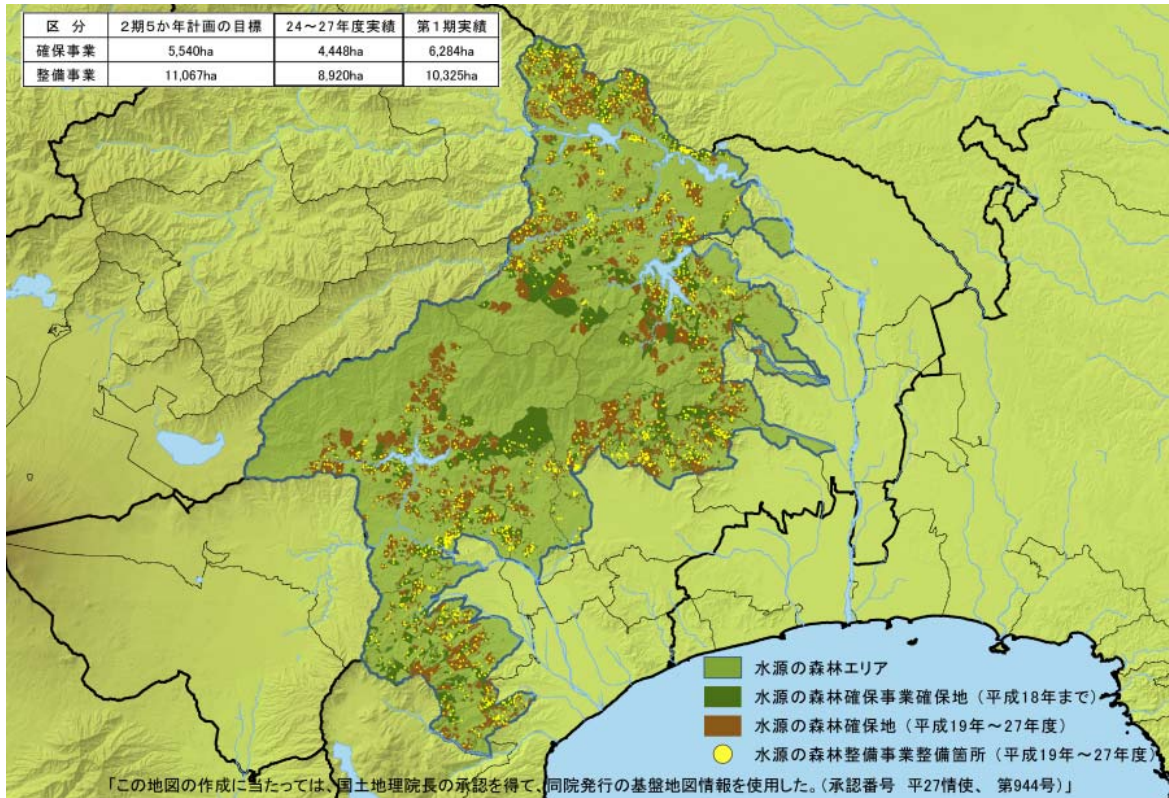 区 分 2期5か年計画の目標 24～27年度実績 第1期実績
確保事業 5,540ha 4,448ha 6,284ha
整備事業 11,067ha 8,920ha 10,325ha
水源の森林エリア
水源の森林確保事業確保地（平成18年まで）
水源の森林確保地（平成19年～27年度）
水源の森林整備事業整備箇所（平成19年～27年度）
「この地図の作成に当たっては、国土地理院長の承認を得て、同院発行の基盤地図情報を使用した。（承認番号 平27情使、 第944号）」